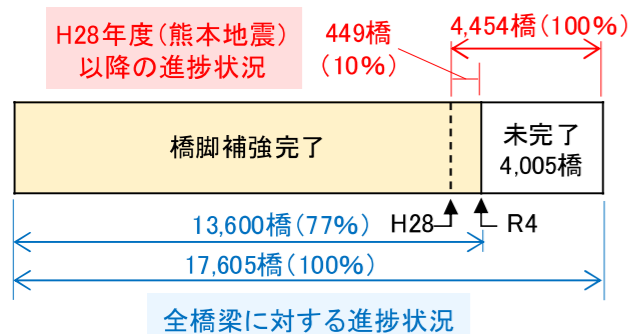 H28年度(熊本地震)
以降の進捗状況
449橋
(10%)
4,454橋(100%)
橋脚補強完了
未完了
4,005橋
13,600橋(77%)
H28
R4
17,605橋(100%)
全橋梁に対する進捗状況